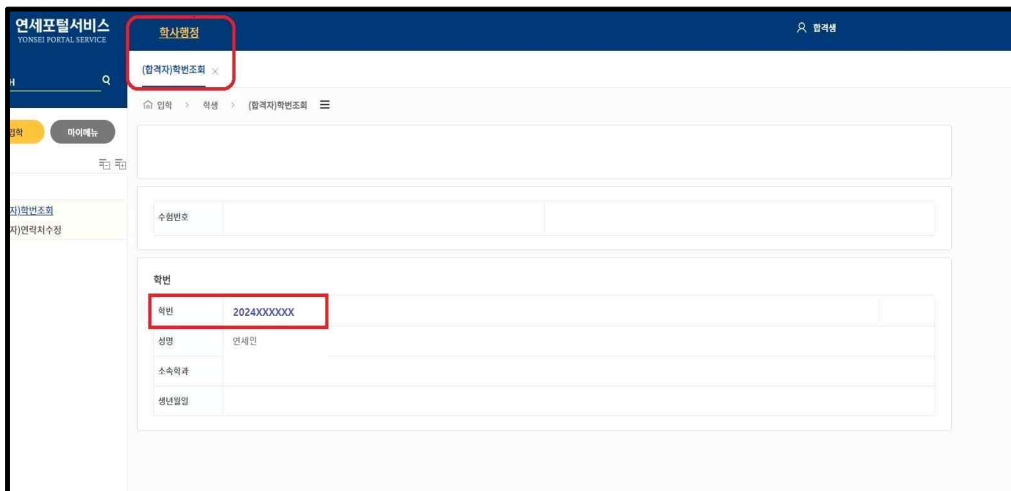 연세포털서비스
YONSEI PORTAL SERVICE
학사행정
합격생
(합격자)학번조회 ×
H
입학 > 학생 > (합격자)학번조회
입학
마이메뉴
자)학번조회
자)연락처수정
수험번호
학번
학번 2024XXXXXX
성명 연세인
소속학과
생년월일